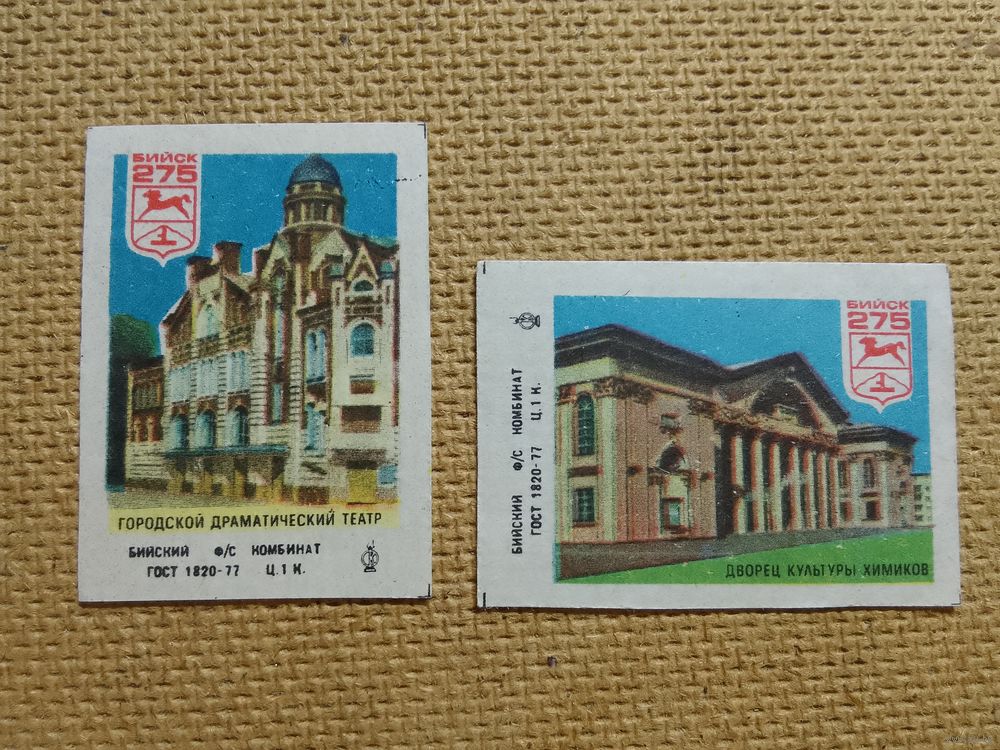 БИЙСК
275
ГОРОДСКОЙ ДРАМАТИЧЕСКИЙ ТЕАТР
БИЙСКИЙ Ф/С КОМБИНАТ
ГОСТ 1820-77 Ц.1 К.
БИЙСК
275
ДВОРЕЦ КУЛЬТУРЫ ХИМИКОВ
БИЙСКИЙ Ф/С КОМБИНАТ
ГОСТ 1820-77 Ц.1 К.